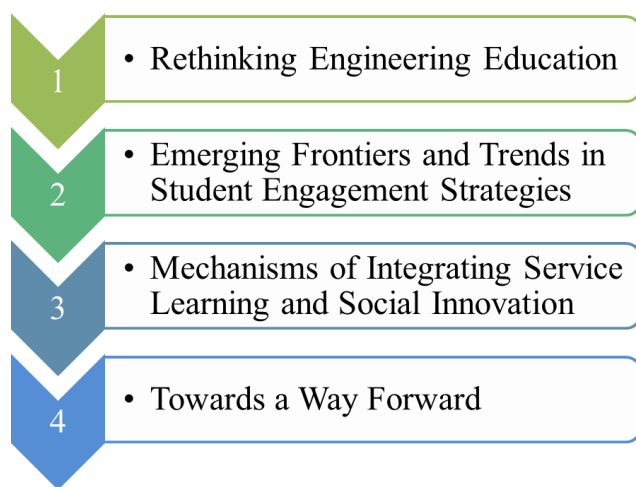 1
• Rethinking Engineering Education
2
• Emerging Frontiers and Trends in
Student Engagement Strategies
3
• Mechanisms of Integrating Service
Learning and Social Innovation
4
• Towards a Way Forward